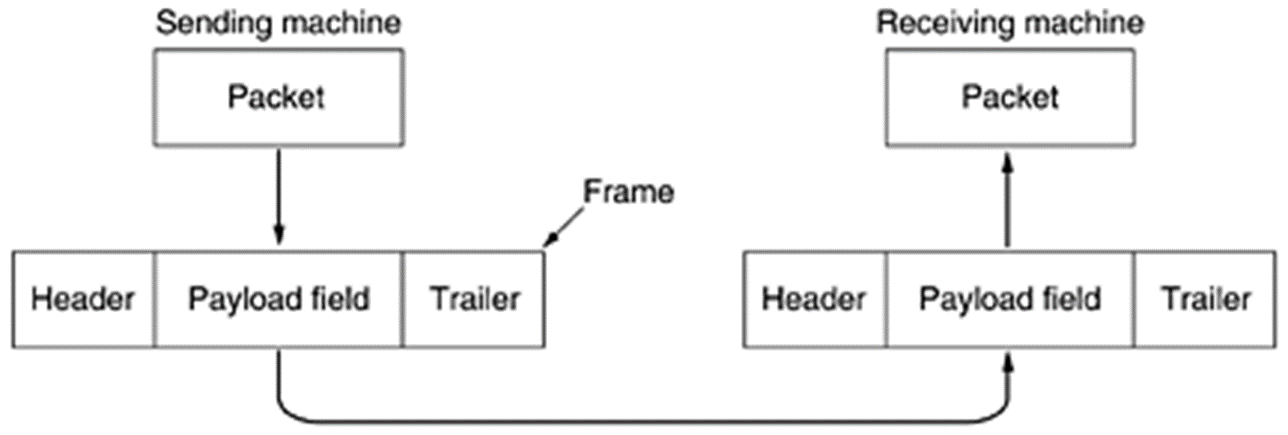 Sending machine
Receiving machine
Packet
Packet
Frame
Header
Payload field
Trailer
Header
Payload field
Trailer